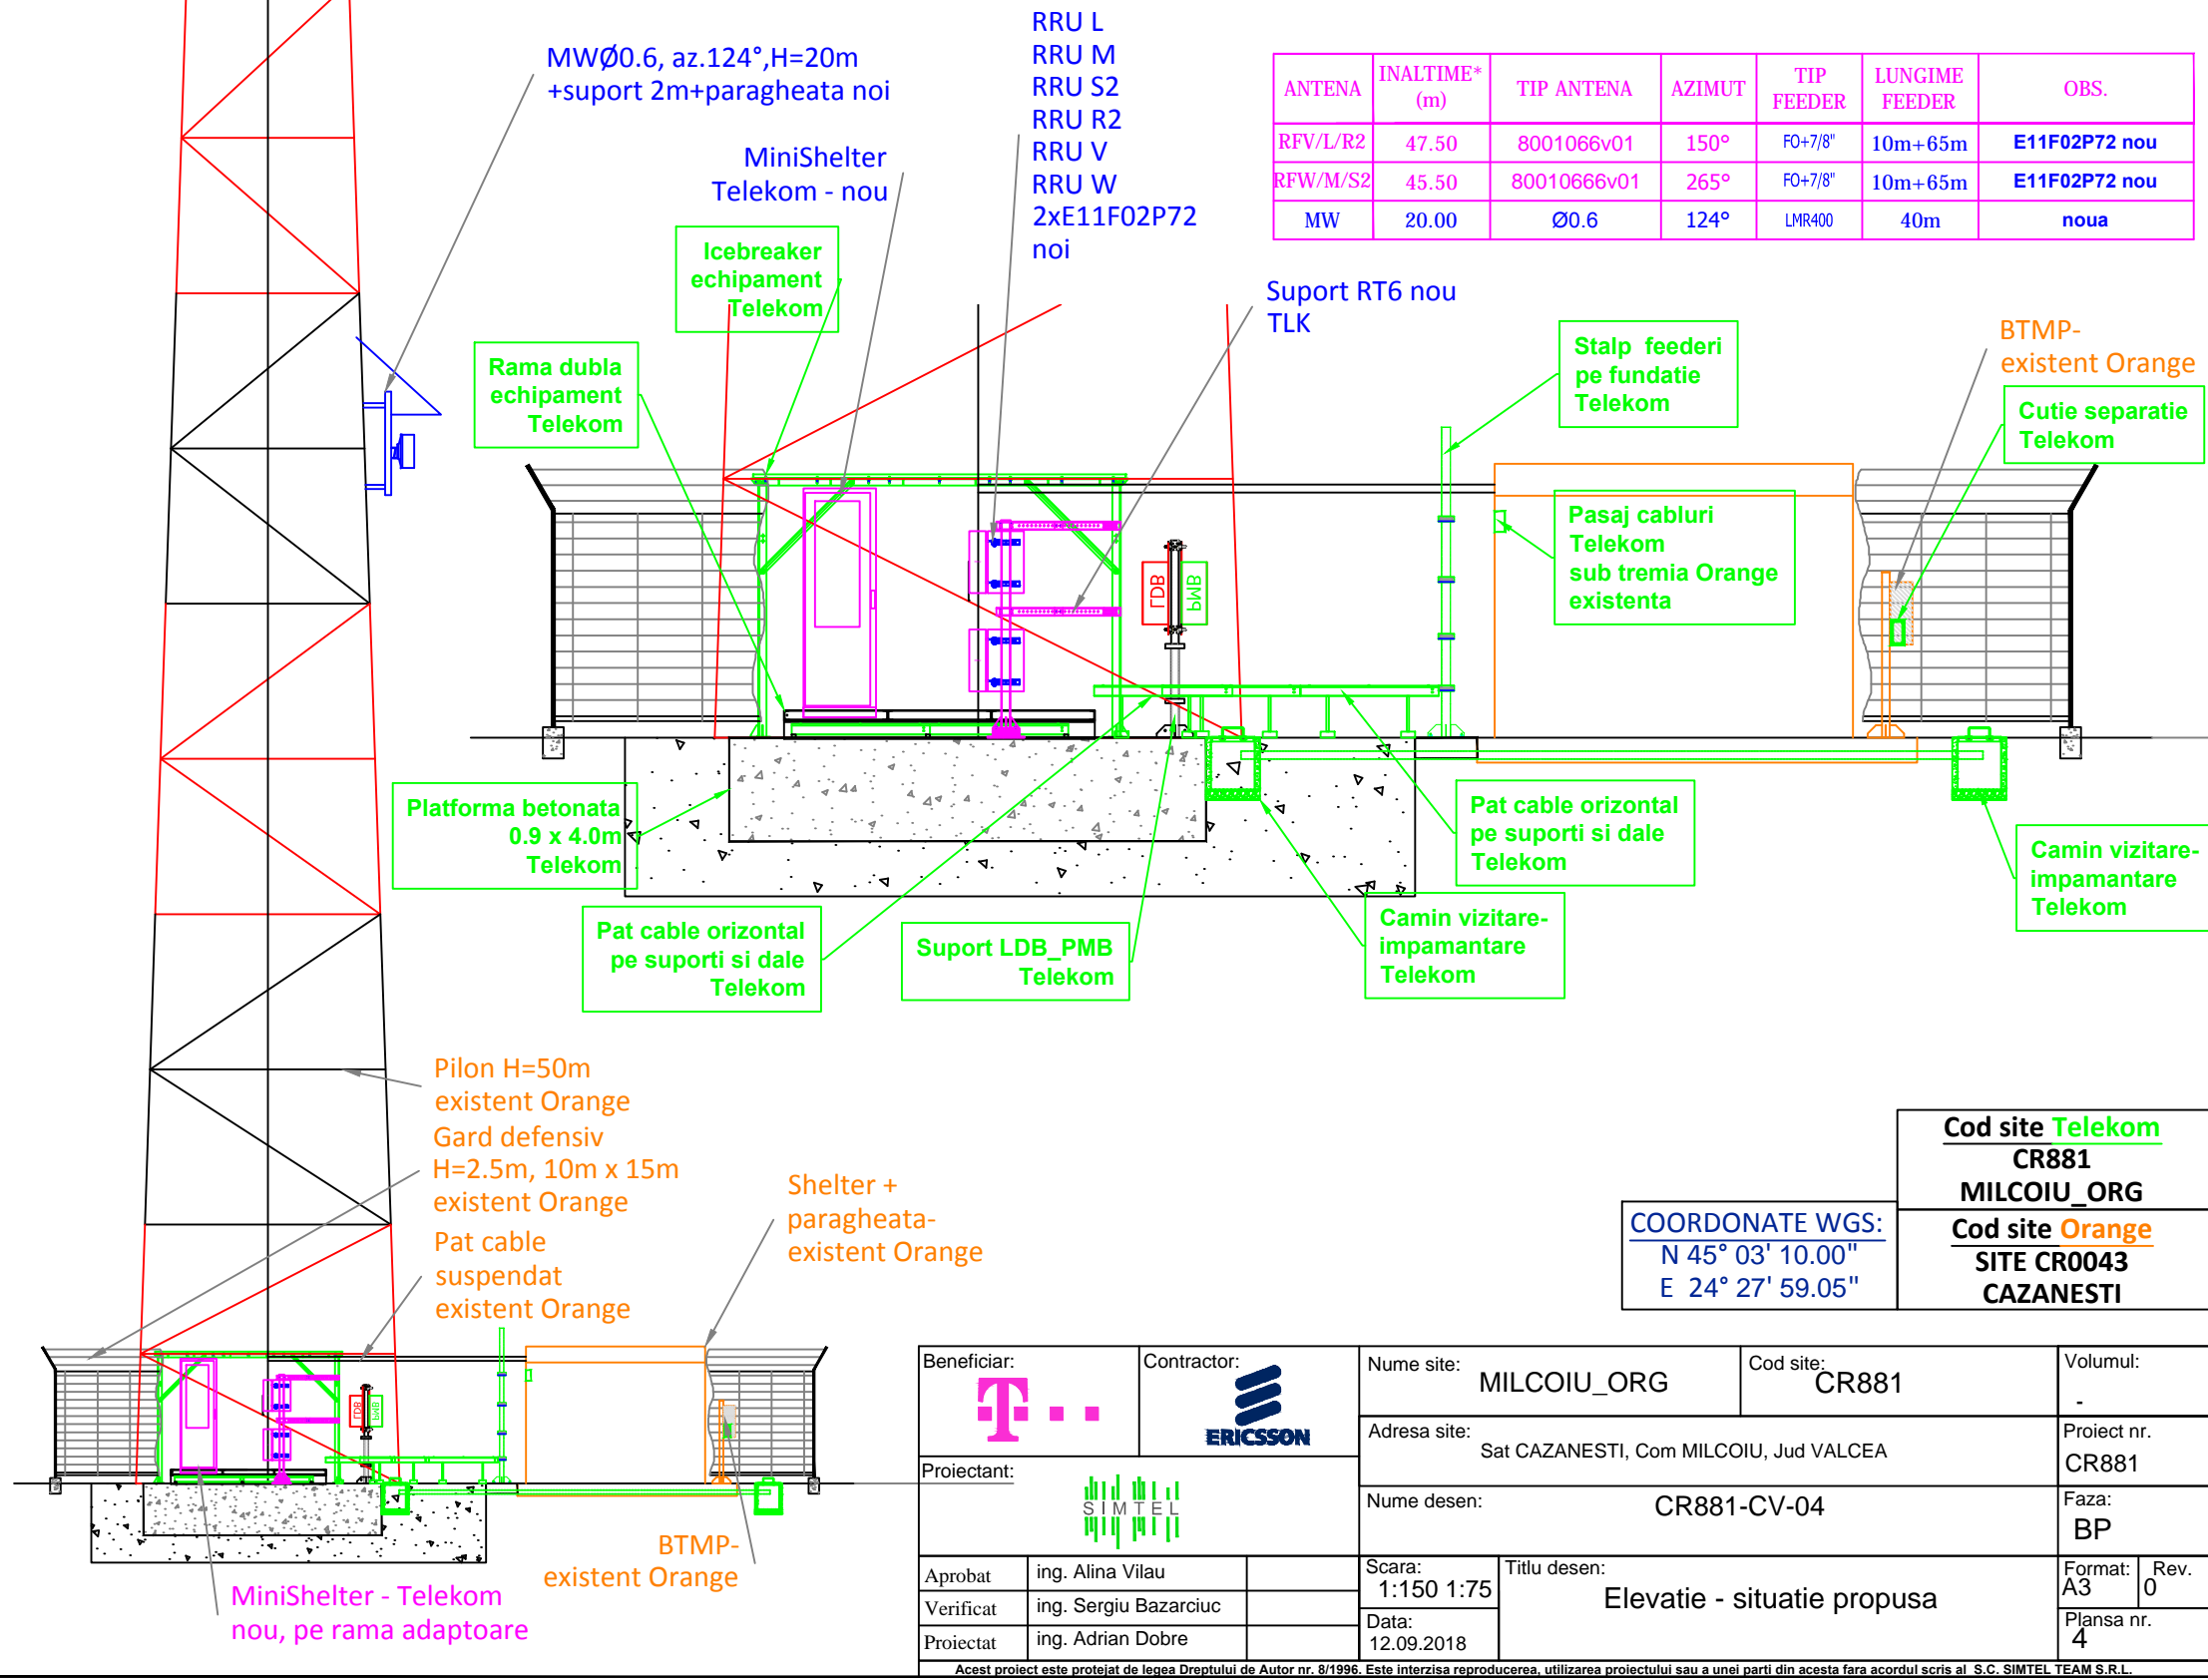 MWØ0.6, az.124°,H=20m
+suport 2m+paragheata noi
RRU L
RRU M
RRU S2
RRU R2
RRU V
RRU W
2xE11F02P72
noi
MiniShelter
Telekom - nou
ANTENA INALTIME* (m) TIP ANTENA AZIMUT TIP FEEDER LUNGIME FEEDER OBS.
RFV/L/R2 47.50 8001066v01 150° FO+7/8" 10m+65m E11F02P72 nou
RFW/M/S2 45.50 80010666v01 265° FO+7/8" 10m+65m E11F02P72 nou
MW 20.00 Ø0.6 124° LMR400 40m noua
Icebreaker
echipament
Telekom
Suport RT6 nou
TLK
Rama dubla
echipament
Telekom
Stalp feederi
pe fundatie
Telekom
BTMP-
existent Orange
Cutie separatie
Telekom
Pasaj cabluri
Telekom
sub tremia Orange
existenta
LDB
PMB
Platforma betonata
0.9 x 4.0m
Telekom
Pat cable orizontal
pe suporti si dale
Telekom
Suport LDB_PMB
Telekom
Camin vizitare-
impamantare
Telekom
Pat cable orizontal
pe suporti si dale
Telekom
Camin vizitare-
impamantare
Telekom
Pilon H=50m
existent Orange
Gard defensiv
H=2.5m, 10m x 15m
existent Orange
Pat cable
suspendat
existent Orange
Shelter +
paragheata-
existent Orange
LDB
PMB
BTMP-
existent Orange
MiniShelter - Telekom
nou, pe rama adaptoare
Cod site Telekom
CR881
MILCOIU_ORG
COORDONATE WGS:
N 45° 03' 10.00"
E 24° 27' 59.05"
Cod site Orange
SITE CR0043
CAZANESTI
Beneficiar:
T
Contractor:
ERICSSON
Nume site: MILCOIU_ORG
Cod site: CR881
Volumul:
-
Adresa site:
Sat CAZANESTI, Com MILCOIU, Jud VALCEA
Proiect nr.
CR881
Proiectant:
SIMTEL
Nume desen: CR881-CV-04
Faza:
BP
Aprobat ing. Alina Vilau
Verificat ing. Sergiu Bazarciuc
Proiectat ing. Adrian Dobre
Scara:
1:150 1:75
Data:
12.09.2018
Titlu desen:
Elevatie - situatie propusa
Format:
A3
Rev.
0
Plansa nr.
4
Acest proiect este protejat de legea Dreptului de Autor nr. 8/1996. Este interzisa reproducerea, utilizarea proiectului sau a unei parti din acesta fara acordul scris al S.C. SIMTEL TEAM S.R.L.